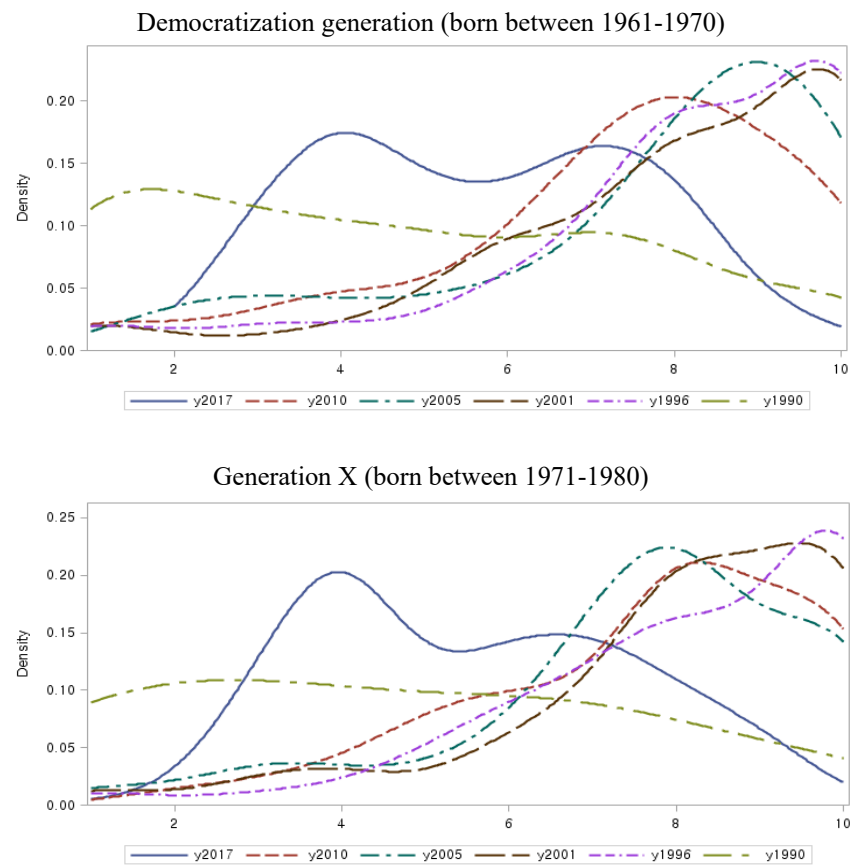 Democratization generation (born between 1961-1970)
0.20
0.15
0.10
0.05
0.00
Density
2 4 6 8 10
y2017 y2010 y2005 y2001 y1996 y1990
Generation X (born between 1971-1980)
0.25
0.20
0.15
0.10
0.05
0.00
Density
2 4 6 8 10
y2017 y2010 y2005 y2001 y1996 y1990